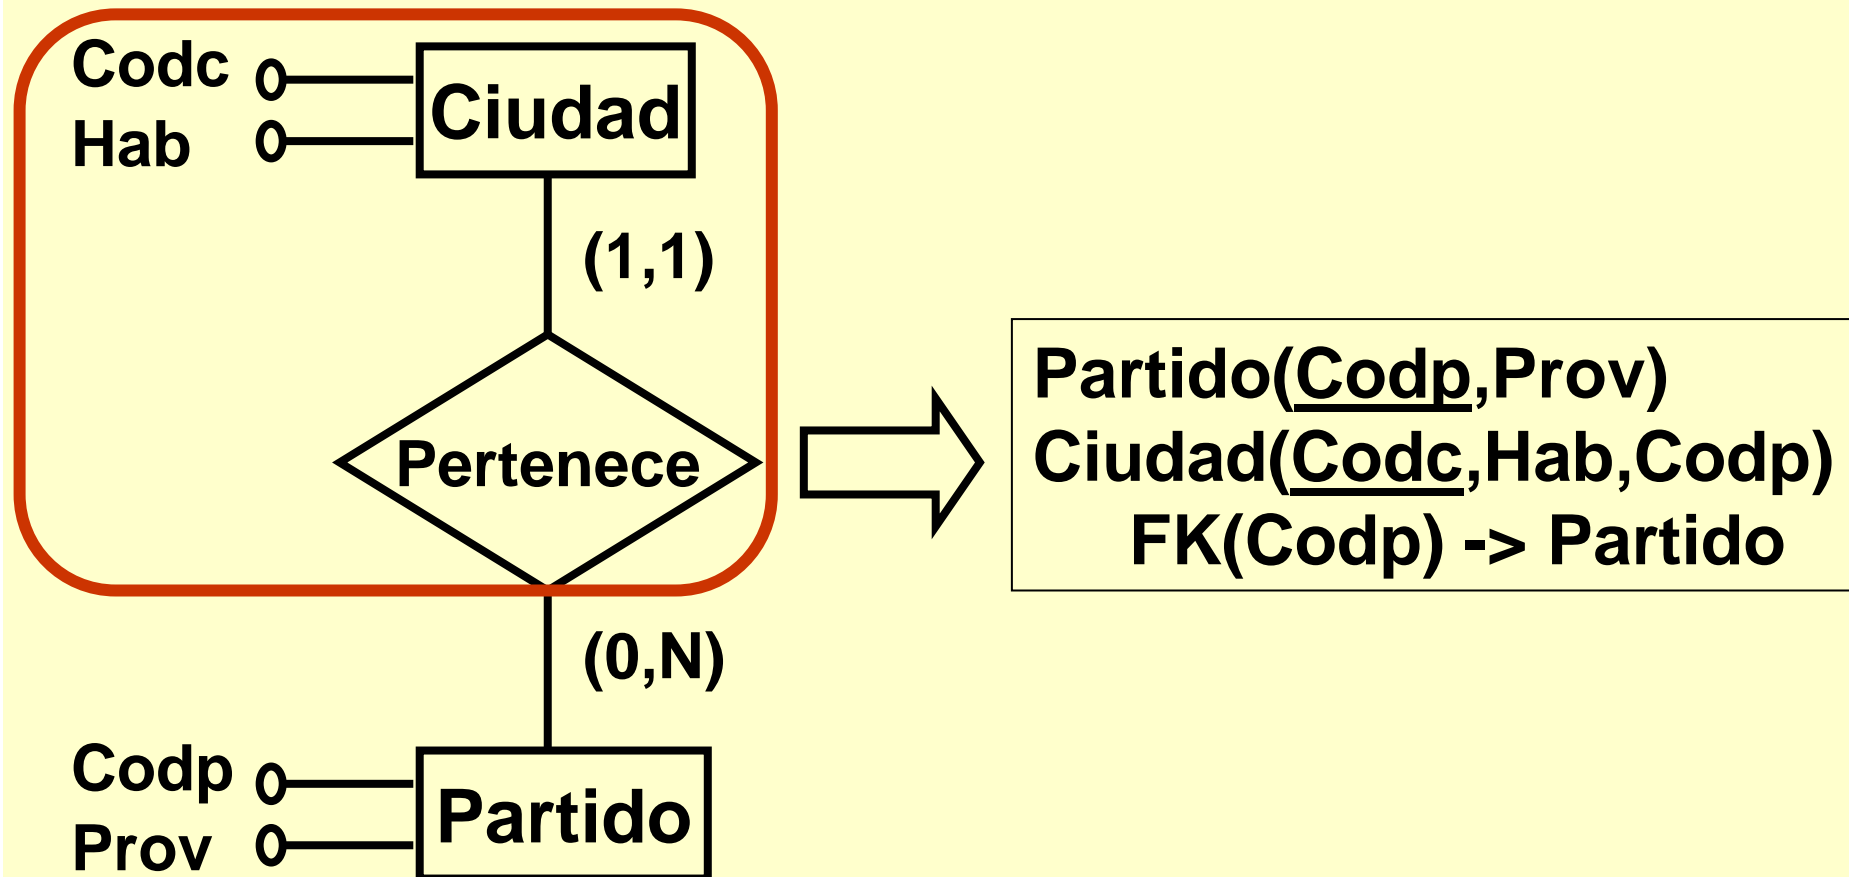 Codc
Hab
Ciudad
(1,1)
Pertenece
(0,N)
Codp
Prov
Partido
Partido(Codp,Prov)
Ciudad(Codc,Hab,Codp)
FK(Codp) -> Partido